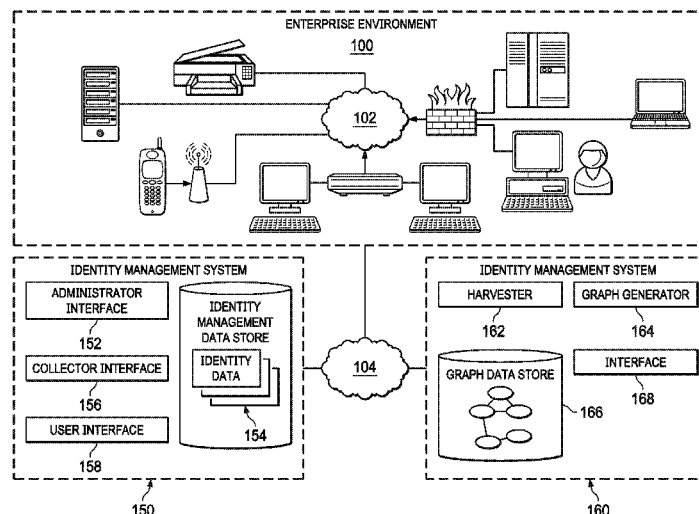 ENTERPRISE ENVIRONMENT
100
102
IDENTITY MANAGEMENT SYSTEM
ADMINISTRATOR
INTERFACE
152
COLLECTOR INTERFACE
156
USER INTERFACE
158
IDENTITY
MANAGEMENT
DATA STORE
IDENTITY
DATA
154
150
104
IDENTITY MANAGEMENT SYSTEM
HARVESTER
162
GRAPH GENERATOR
164
GRAPH DATA STORE
166
INTERFACE
168
160